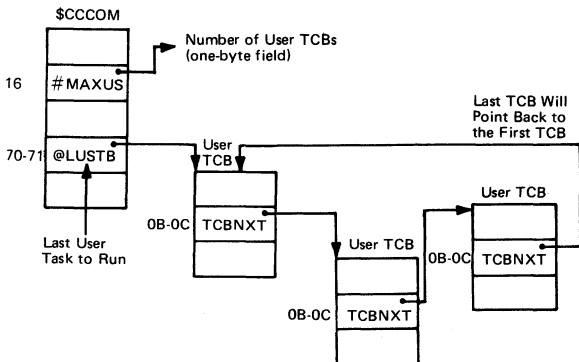 $CCCOM
Number of User TCBs
(one-byte field)
16
#MAXUS
Last TCB Will
Point Back to
the First TCB
70-71
@LUSTB
User
TCB
User TCB
0B-0C
TCBNXT
User TCB
0B-0C
TCBNXT
Last User
Task to Run
0B-0C
TCBNXT